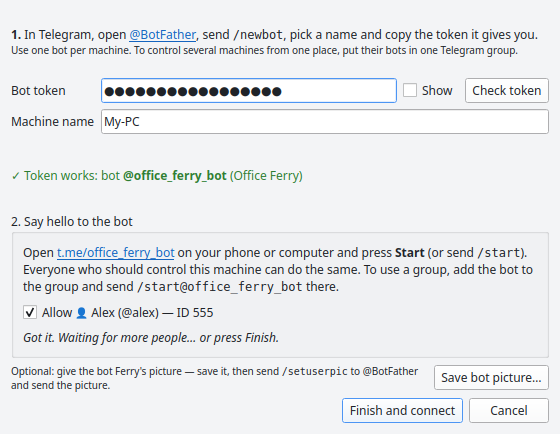 1. In Telegram, open @BotFather, send /newbot, pick a name and copy the token it gives you.
Use one bot per machine. To control several machines from one place, put their bots in one Telegram group.
Bot token ●●●●●●●●●●●●●●●●● Show Check token
Machine name My-PC
✓ Token works: bot @office_ferry_bot (Office Ferry)
2. Say hello to the bot
Open t.me/office_ferry_bot on your phone or computer and press Start (or send /start).
Everyone who should control this machine can do the same. To use a group, add the bot to
the group and send /start@office_ferry_bot there.
✓ Allow 👤 Alex (@alex) — ID 555
Got it. Waiting for more people... or press Finish.
Optional: give the bot Ferry's picture — save it, then send /setuserpic to @BotFather
and send the picture.
Save bot picture...
Finish and connect Cancel